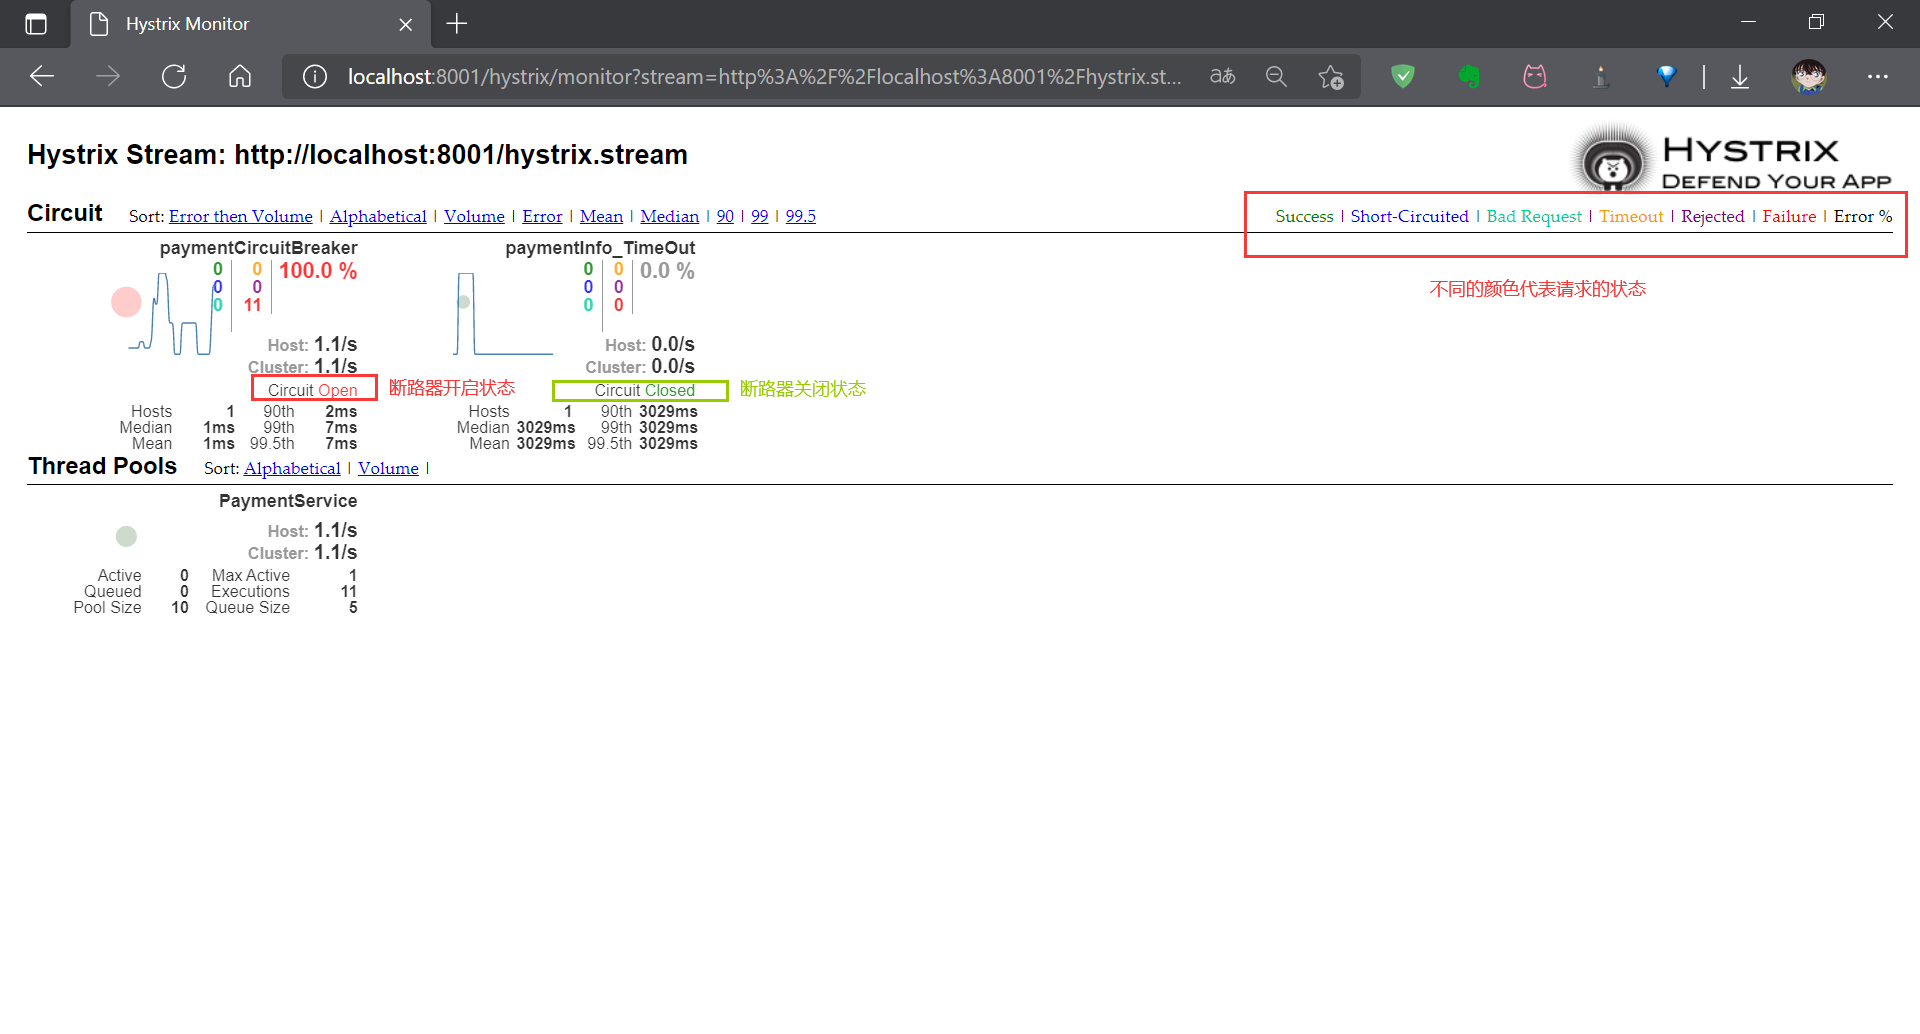 Hystrix Monitor
localhost:8001/hystrix/monitor?stream=http%3A%2F%2Flocalhost%3A8001%2Fhystrix.st...
aあ
Hystrix Stream: http://localhost:8001/hystrix.stream
HYSTRIX
DEFEND YOUR APP
Circuit Sort: Error then Volume | Alphabetical | Volume | Error | Mean | Median | 90 | 99 | 99.5
Success | Short-Circuited | Bad Request | Timeout | Rejected | Failure | Error %
不同的颜色代表请求的状态
paymentCircuitBreaker
0 0 100.0 %
0 0
0 11
Host: 1.1/s
Cluster: 1.1/s
Circuit Open 断路器开启状态
Hosts 1 90th 2ms
Median 1ms 99th 7ms
Mean 1ms 99.5th 7ms
paymentInfo_TimeOut
0 0 0.0 %
0 0
0 0
Host: 0.0/s
Cluster: 0.0/s
Circuit Closed 断路器关闭状态
Hosts 1 90th 3029ms
Median 3029ms 99th 3029ms
Mean 3029ms 99.5th 3029ms
Thread Pools Sort: Alphabetical | Volume |
PaymentService
Host: 1.1/s
Cluster: 1.1/s
Active 0 Max Active 1
Queued 0 Executions 11
Pool Size 10 Queue Size 5